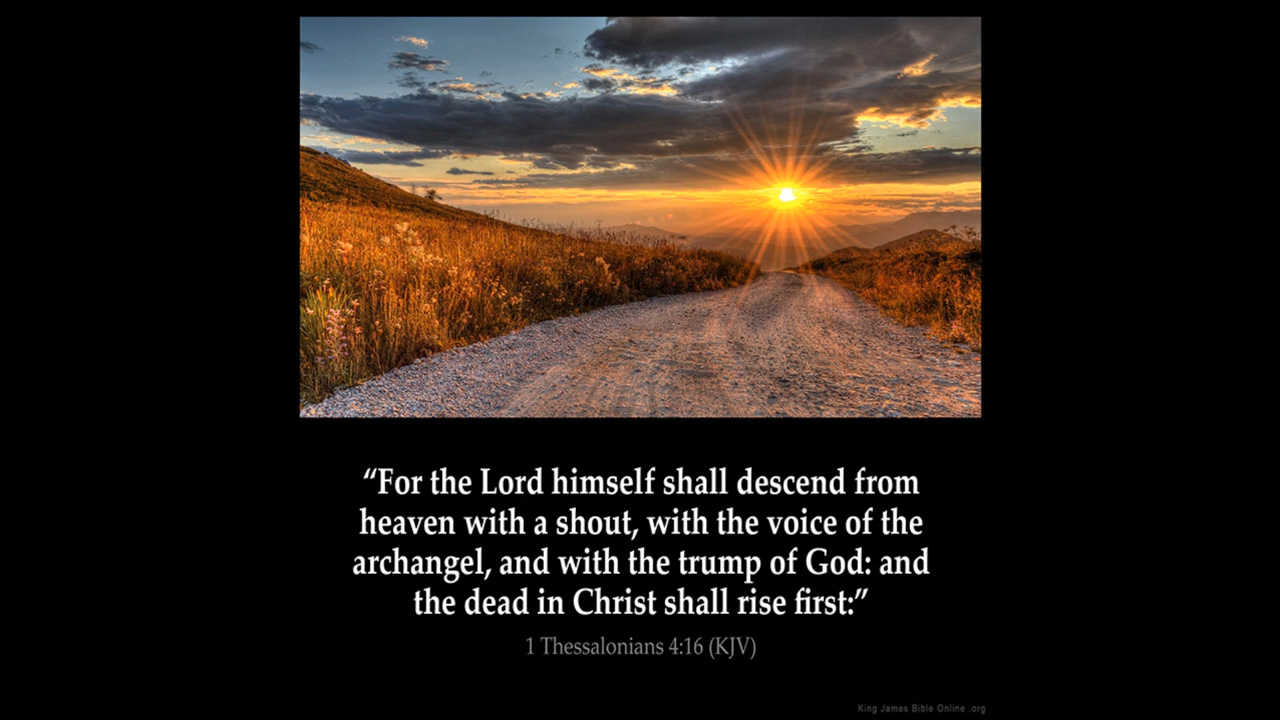 “For the Lord himself shall descend from
heaven with a shout, with the voice of the
archangel, and with the trump of God: and
the dead in Christ shall rise first:”
1 Thessalonians 4:16 (KJV)
King James Bible Online .org